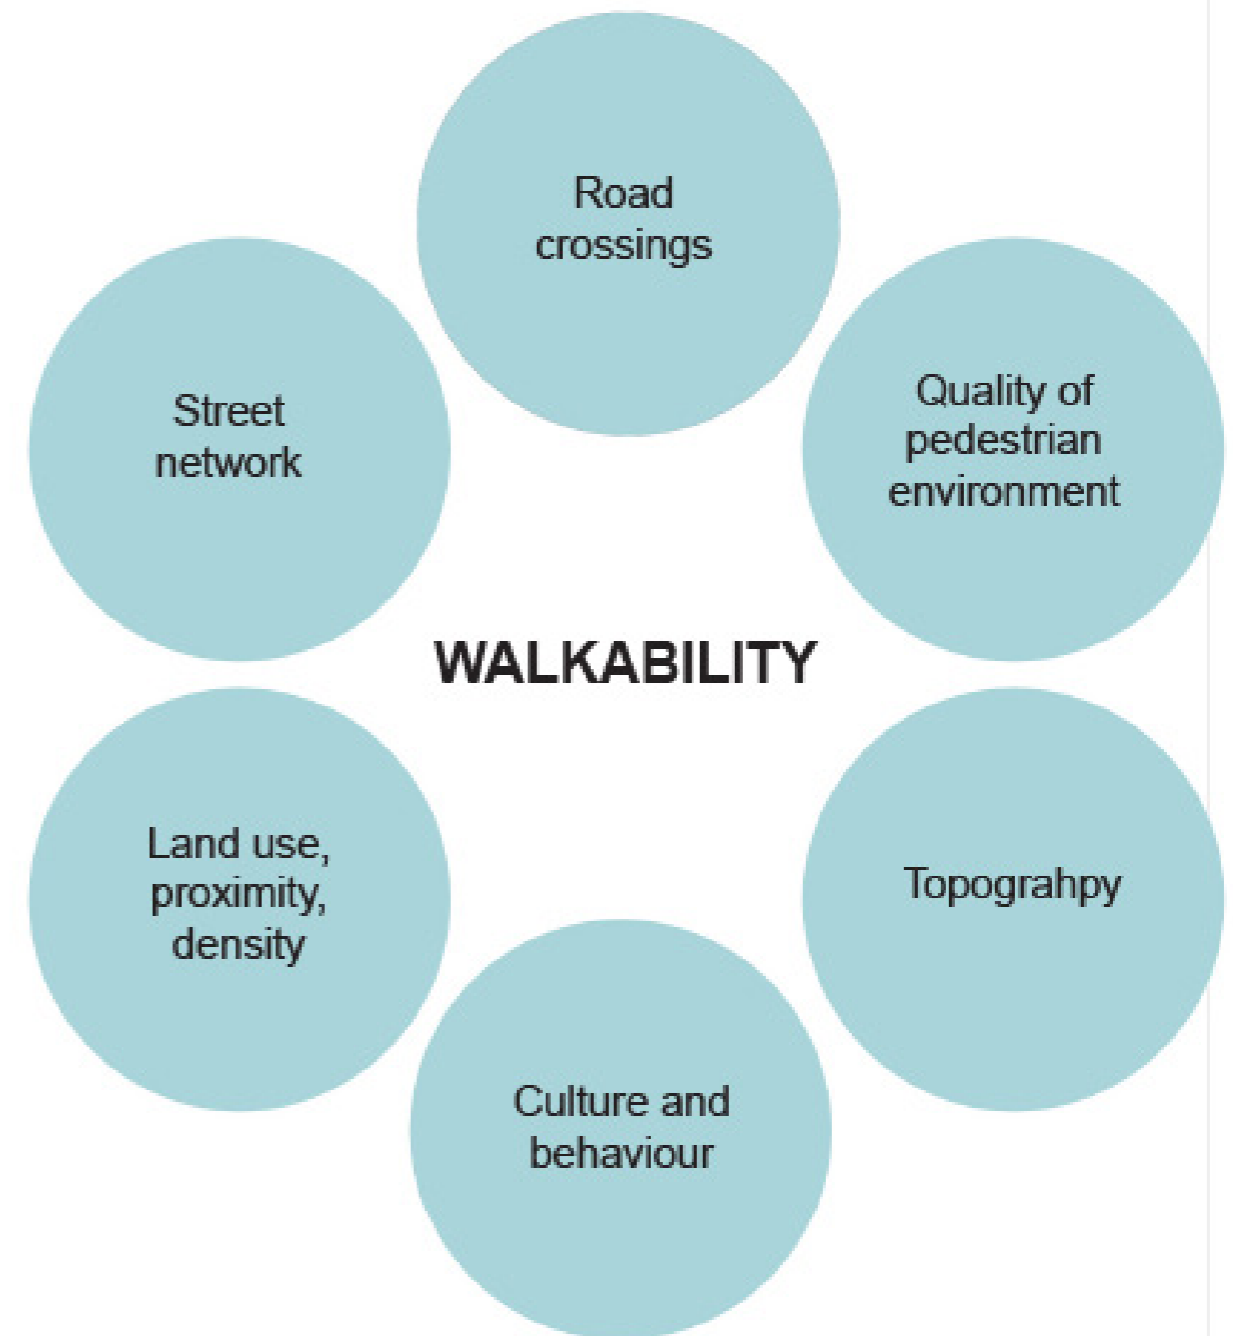 Road
crossings
Quality of
pedestrian
environment
Street
network
WALKABILITY
Land use,
proximity,
density
Topograhpy
Culture and
behaviour